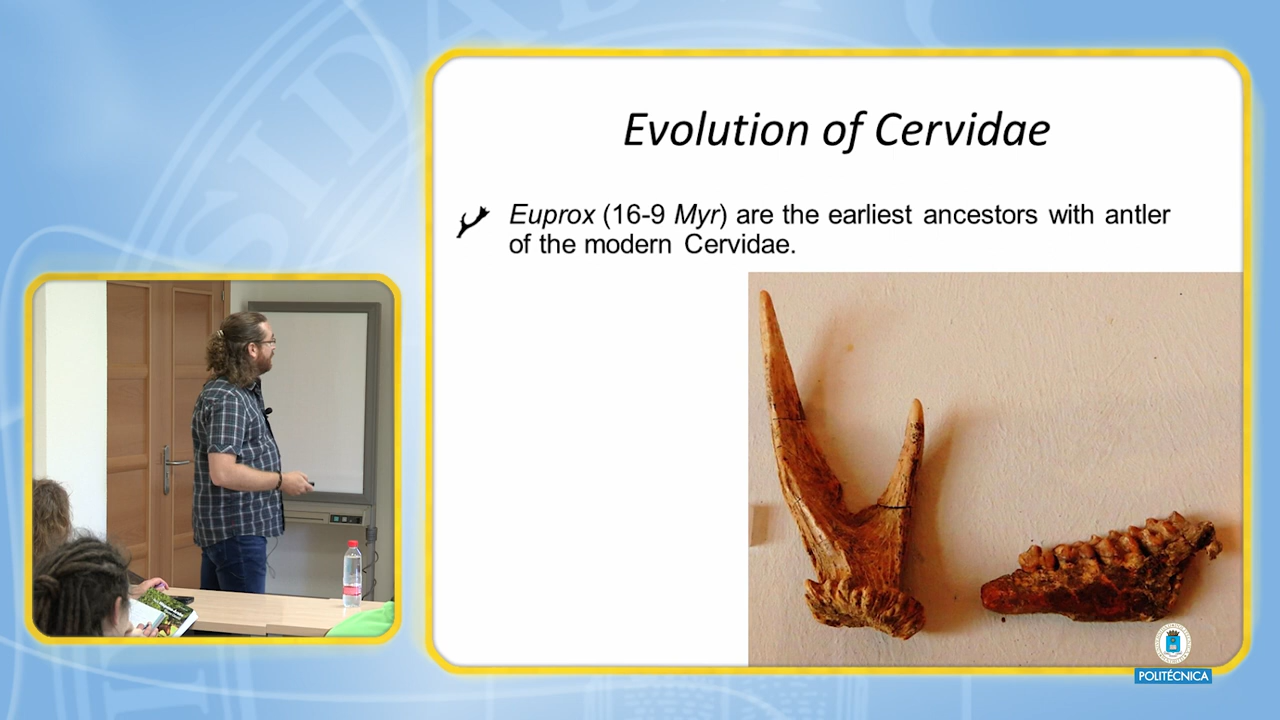 Evolution of Cervidae
Euprox (16-9 Myr) are the earliest ancestors with antler
of the modern Cervidae.
POLITÉCNICA